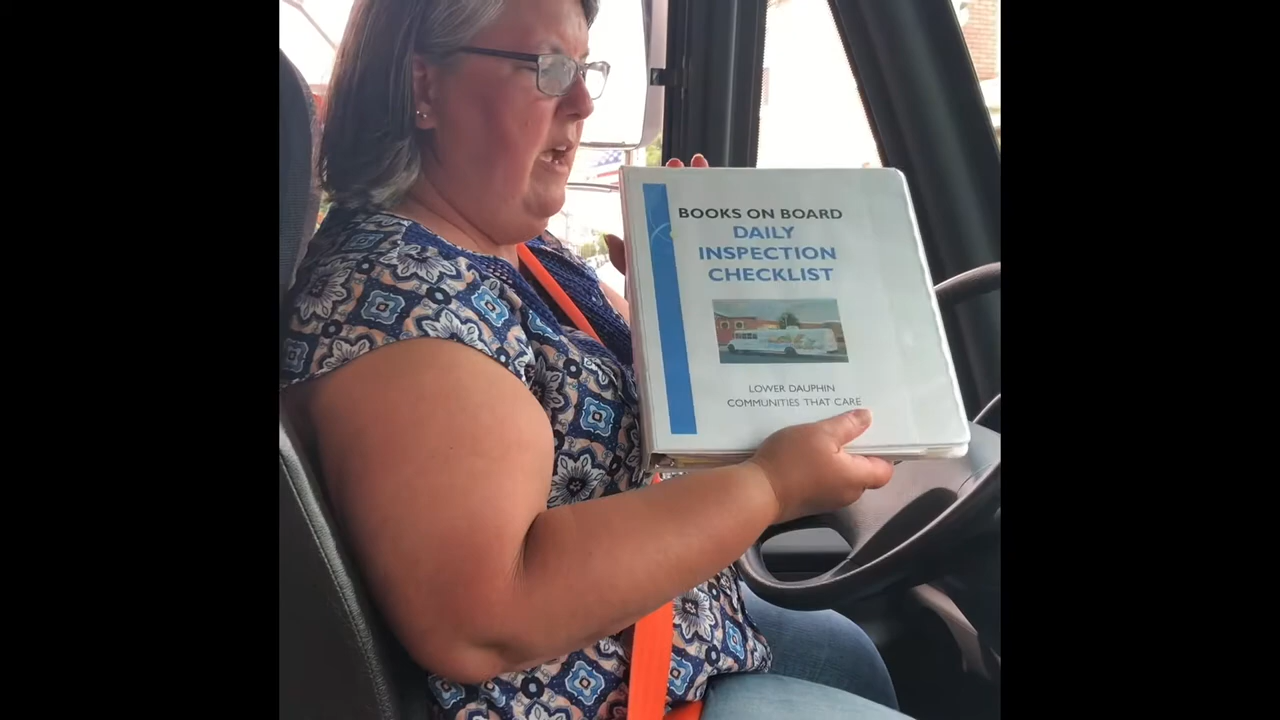 BOOKS ON BOARD
DAILY
INSPECTION
CHECKLIST
LOWER DAUPHIN
COMMUNITIES THAT CARE